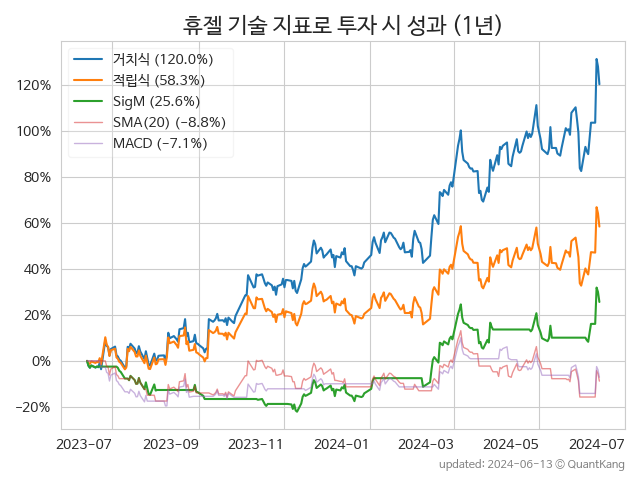 휴젤 기술 지표로 투자 시 성과 (1년)
거치식 (120.0%)
적립식 (58.3%)
SigM (25.6%)
SMA(20) (−8.8%)
MACD (−7.1%)
120%
100%
80%
60%
40%
20%
0%
−20%
2023-07 2023-09 2023-11 2024-01 2024-03 2024-05 2024-07
updated: 2024-06-13 ⓒ QuantKang